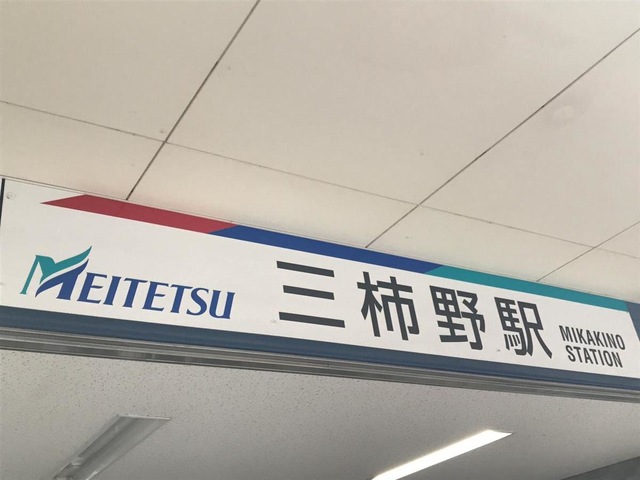 MEITETSU
三柿野駅
MIKAKINO
STATION